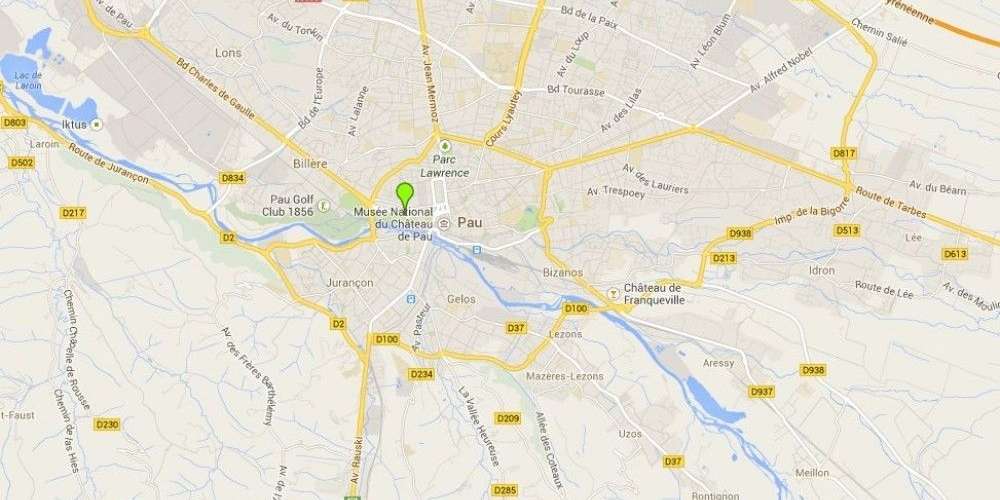 Av. de Pau
Av. du Tonkin
Bd de la Paix
Pyrénéenne
Chemin Salié
Lons
Av. du Loup
Av. Léon Blum
Av. Jean Mermoz
Bd Charles de Gaulle
Bd de l'Europe
Av. Lalanne
Cours Lyautey
Bd Tourasse
Av. des Lilas
Av. Alfred Nobel
Lac de
Laroin
Iktus
D803
Laroin
D502
Route de Jurançon
Billère
D834
Parc
Lawrence
D817
Av. des Lauriers
Av. Trespoey
Route de Tarbes
Av. du Béarn
Pau Golf
Club 1856
Musée National
du Château
de Pau
Pau
D217
D2
Imp. de la Bigorre
D938
D513
Lée
D213
D613
Idron
Route de Lée
Av. du Moulin
Jurançon
Bizanos
Château de
Franqueville
Gelos
D100
D37
Lezons
D2
D100
Av. Pasteur
Chemin Chapelle de Rousse
Av. des Frères Barthélémy
Aressy
D938
D937
D234
Mazères-Lezons
La Vallée Heureuse
D209
Allée des Coteaux
t-Faust
Chemin de las Hies
D230
Av. Rauski
Uzos
D37
Meillon
D285
Rontignon